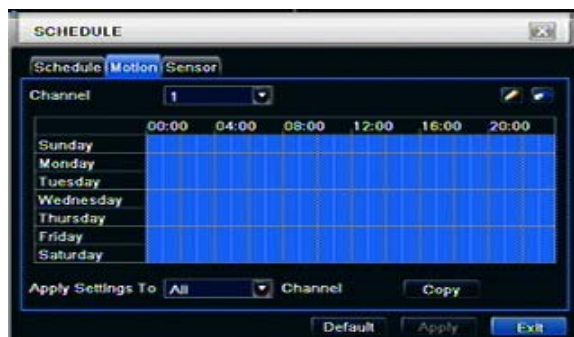 SCHEDULE
Schedule Motion Sensor
Channel 1
00:00 04:00 08:00 12:00 16:00 20:00
Sunday
Monday
Tuesday
Wednesday
Thursday
Friday
Saturday
Apply Settings To All Channel Copy
Default Apply Exit